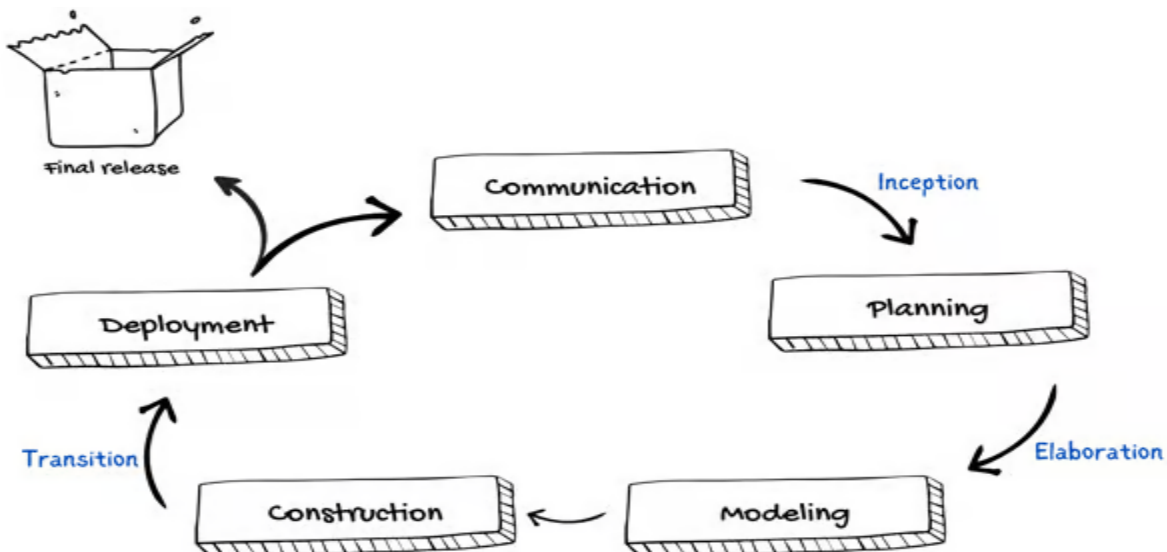 Final release
Communication
Inception
Planning
Deployment
Elaboration
Transition
Construction
Modeling